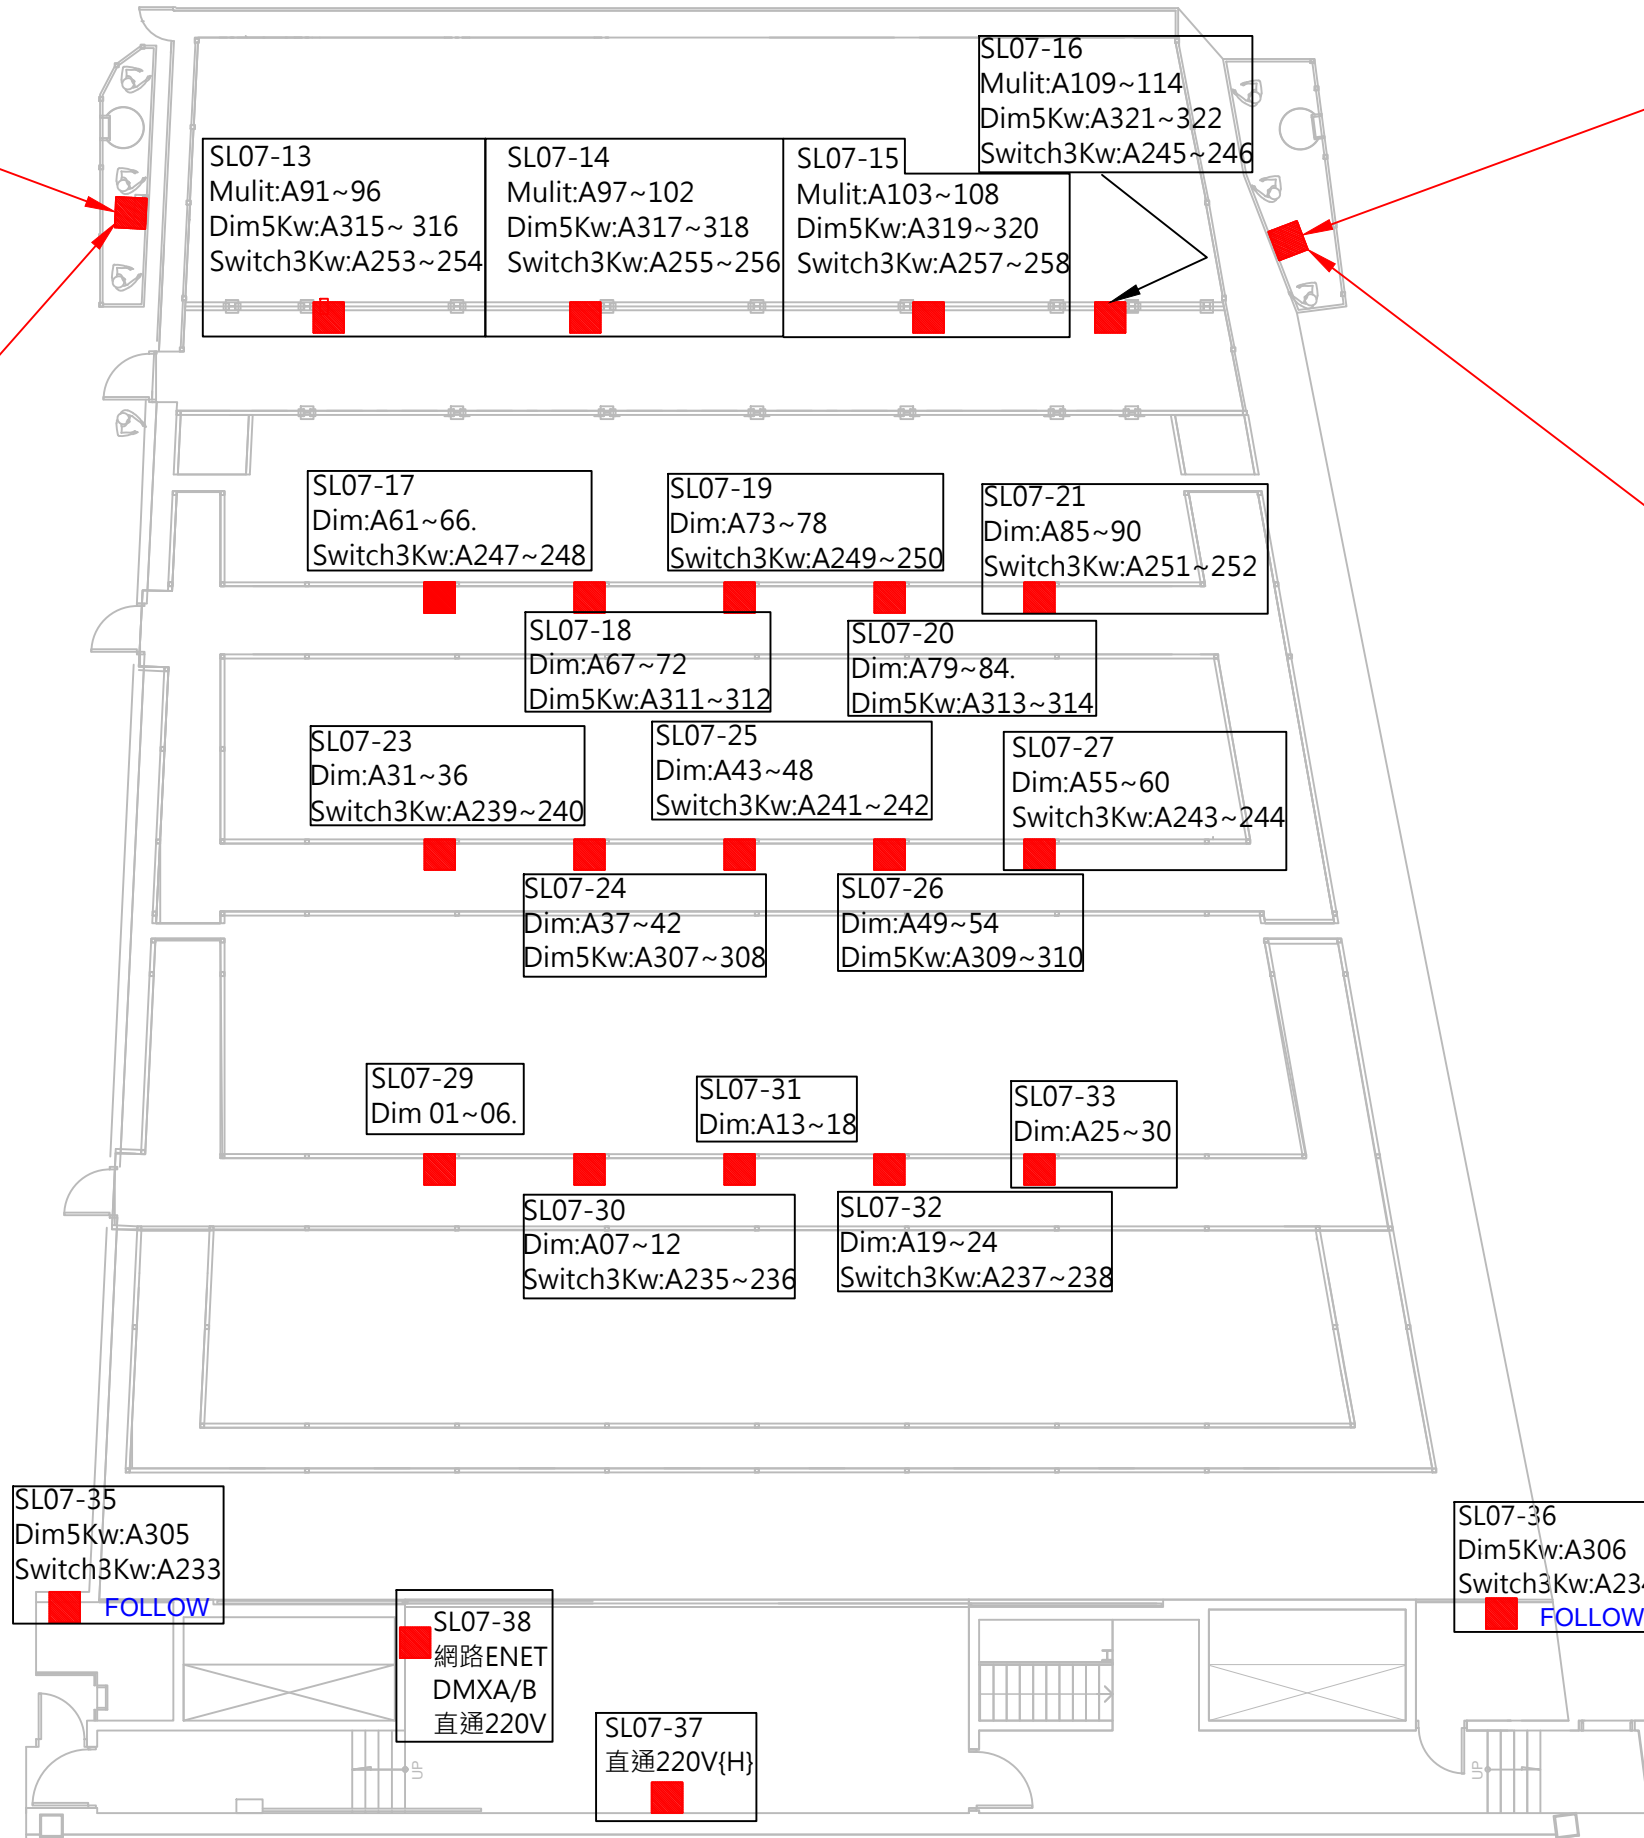 SL07-16
Mulit:A109~114
Dim5Kw:A321~322
Switch3Kw:A245~246
SL07-13
Mulit:A91~96
Dim5Kw:A315~ 316
Switch3Kw:A253~254
SL07-14
Mulit:A97~102
Dim5Kw:A317~318
Switch3Kw:A255~256
SL07-15
Mulit:A103~108
Dim5Kw:A319~320
Switch3Kw:A257~258
SL07-17
Dim:A61~66.
Switch3Kw:A247~248
SL07-19
Dim:A73~78
Switch3Kw:A249~250
SL07-21
Dim:A85~90
Switch3Kw:A251~252
SL07-18
Dim:A67~72
Dim5Kw:A311~312
SL07-20
Dim:A79~84.
Dim5Kw:A313~314
SL07-23
Dim:A31~36
Switch3Kw:A239~240
SL07-25
Dim:A43~48
Switch3Kw:A241~242
SL07-27
Dim:A55~60
Switch3Kw:A243~244
SL07-24
Dim:A37~42
Dim5Kw:A307~308
SL07-26
Dim:A49~54
Dim5Kw:A309~310
SL07-29
Dim 01~06.
SL07-31
Dim:A13~18
SL07-33
Dim:A25~30
SL07-30
Dim:A07~12
Switch3Kw:A235~236
SL07-32
Dim:A19~24
Switch3Kw:A237~238
SL07-35
Dim5Kw:A305
Switch3Kw:A233
FOLLOW
SL07-36
Dim5Kw:A306
Switch3Kw:A234
FOLLOW
SL07-38
網路ENET
DMXA/B
直通220V
SL07-37
直通220V{H}
UP
UP